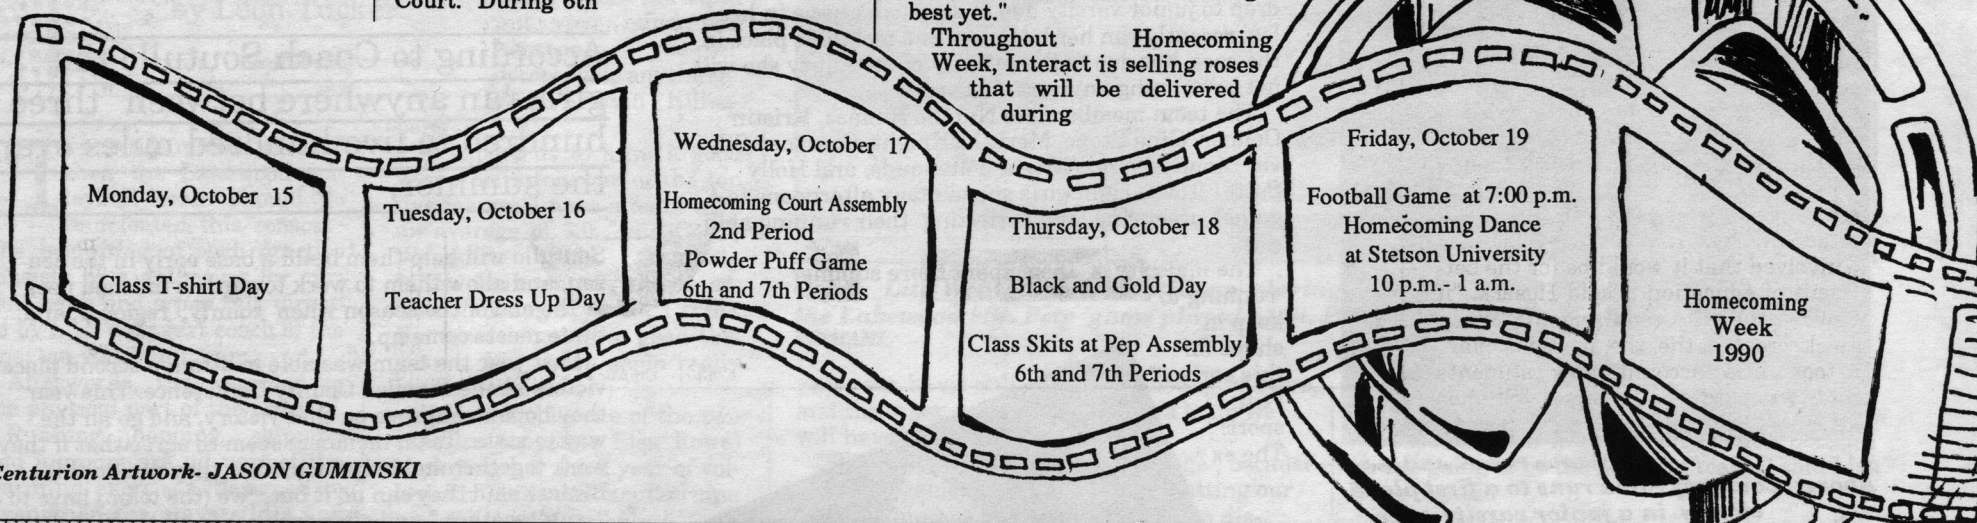 Court. During 6th
best yet."
Throughout Homecoming
Week, Interact is selling roses
that will be delivered
during
Monday, October 15
Class T-shirt Day
Tuesday, October 16
Teacher Dress Up Day
Wednesday, October 17
Homecoming Court Assembly
2nd Period
Powder Puff Game
6th and 7th Periods
Thursday, October 18
Black and Gold Day
Class Skits at Pep Assembly
6th and 7th Periods
Friday, October 19
Football Game at 7:00 p.m.
Homecoming Dance
at Stetson University
10 p.m.- 1 a.m.
Homecoming
Week
1990
Centurion Artwork- JASON GUMINSKI